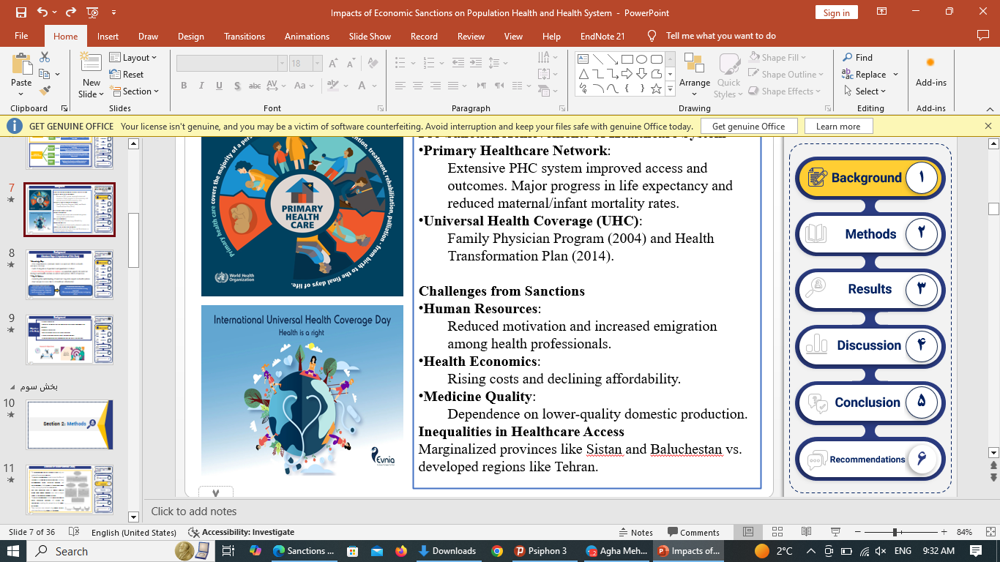 Impacts of Economic Sanctions on Population Health and Health System - PowerPoint
Sign in
File Home Insert Draw Design Transitions Animations Slide Show Record Review View Help EndNote 21 Tell me what you want to do
Paste
Clipboard
New Slide
Layout
Reset
Section
Slides
18
Font
Paragraph
Arrange
Quick Styles
Shape Fill
Shape Outline
Shape Effects
Drawing
Find
Replace
Select
Editing
Add-ins
Add-ins
GET GENUINE OFFICE Your license isn't genuine, and you may be a victim of software counterfeiting. Avoid interruption and keep your files safe with genuine Office today. Get genuine Office Learn more
7
8
9
بخش سوم
10
Section 2: Methods
11
PRIMARY
HEALTH
CARE
Primary health care covers the majority of a
treatment, rehabilitation, palliation - from birth to the final days of life.
World Health
Organization
International Universal Health Coverage Day
Health is a right
Evnia
•Primary Healthcare Network:
Extensive PHC system improved access and
outcomes. Major progress in life expectancy and
reduced maternal/infant mortality rates.
•Universal Health Coverage (UHC):
Family Physician Program (2004) and Health
Transformation Plan (2014).
Challenges from Sanctions
•Human Resources:
Reduced motivation and increased emigration
among health professionals.
•Health Economics:
Rising costs and declining affordability.
•Medicine Quality:
Dependence on lower-quality domestic production.
Inequalities in Healthcare Access
Marginalized provinces like Sistan and Baluchestan vs.
developed regions like Tehran.
۷
Background ۱
Methods ۲
Results ۳
Discussion ۴
Conclusion ۵
Recommendations ۶
Click to add notes
Slide 7 of 36 English (United States) Accessibility: Investigate Notes Comments 84%
Search
Sanctions ...
Downloads
Psiphon 3
Agha Meh...
Impacts of...
2°C
ENG
9:32 AM